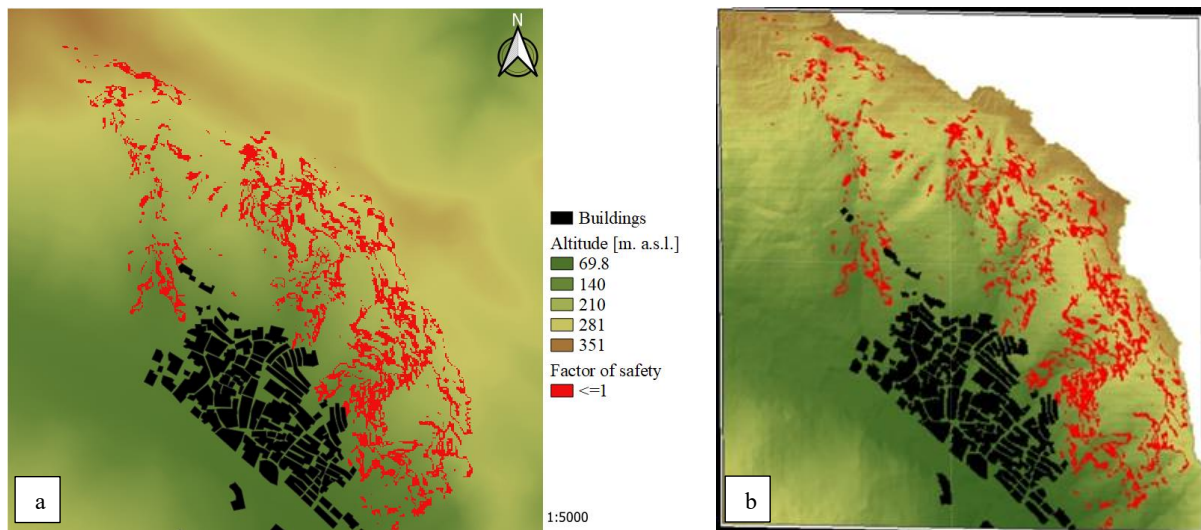 N
Buildings
Altitude [m. a.s.l.]
69.8
140
210
281
351
Factor of safety
<=1
1:5000
a
b